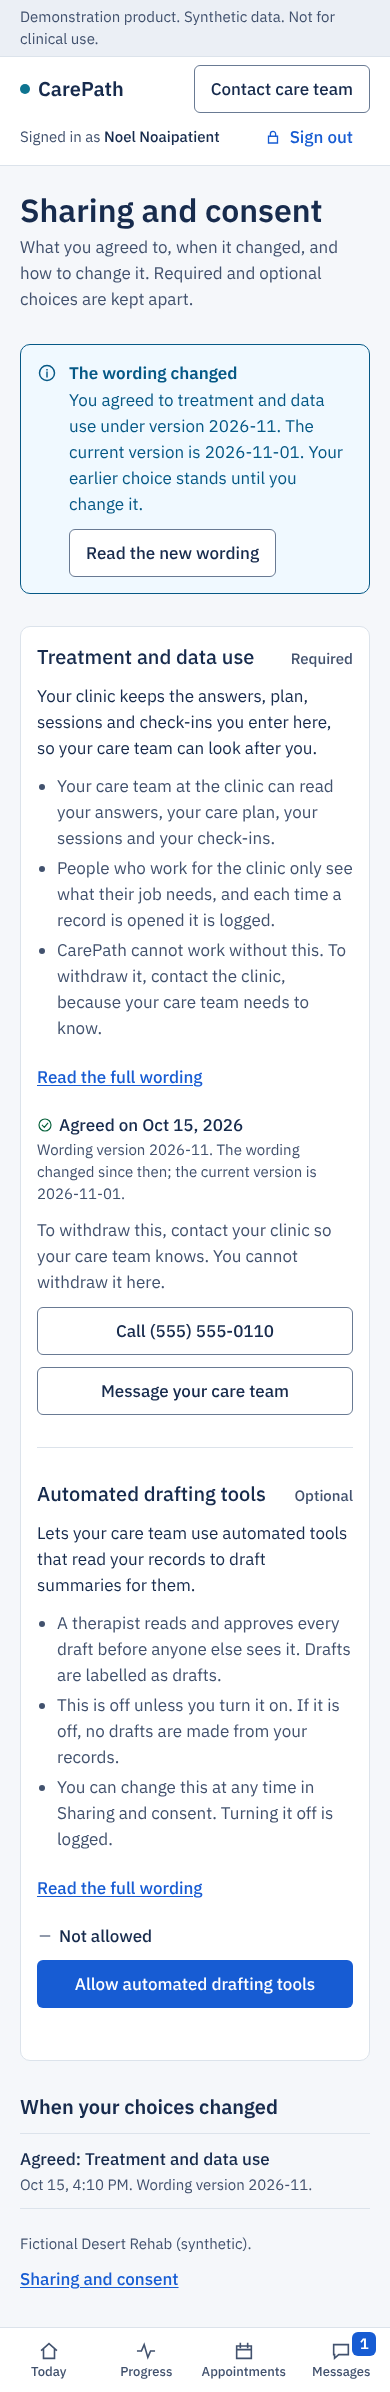 Demonstration product. Synthetic data. Not for
clinical use.
CarePath
Contact care team
Signed in as Noel Noaipatient
Sign out
Sharing and consent
What you agreed to, when it changed, and
how to change it. Required and optional
choices are kept apart.
The wording changed
You agreed to treatment and data
use under version 2026-11. The
current version is 2026-11-01. Your
earlier choice stands until you
change it.
Read the new wording
Treatment and data use
Required
Your clinic keeps the answers, plan,
sessions and check-ins you enter here,
so your care team can look after you.
• Your care team at the clinic can read
your answers, your care plan, your
sessions and your check-ins.
• People who work for the clinic only see
what their job needs, and each time a
record is opened it is logged.
• CarePath cannot work without this. To
withdraw it, contact the clinic,
because your care team needs to
know.
Read the full wording
Agreed on Oct 15, 2026
Wording version 2026-11. The wording
changed since then; the current version is
2026-11-01.
To withdraw this, contact your clinic so
your care team knows. You cannot
withdraw it here.
Call (555) 555-0110
Message your care team
Automated drafting tools
Optional
Lets your care team use automated tools
that read your records to draft
summaries for them.
• A therapist reads and approves every
draft before anyone else sees it. Drafts
are labelled as drafts.
• This is off unless you turn it on. If it is
off, no drafts are made from your
records.
• You can change this at any time in
Sharing and consent. Turning it off is
logged.
Read the full wording
— Not allowed
Allow automated drafting tools
When your choices changed
Agreed: Treatment and data use
Oct 15, 4:10 PM. Wording version 2026-11.
Fictional Desert Rehab (synthetic).
Sharing and consent
1
Today
Progress
Appointments
Messages